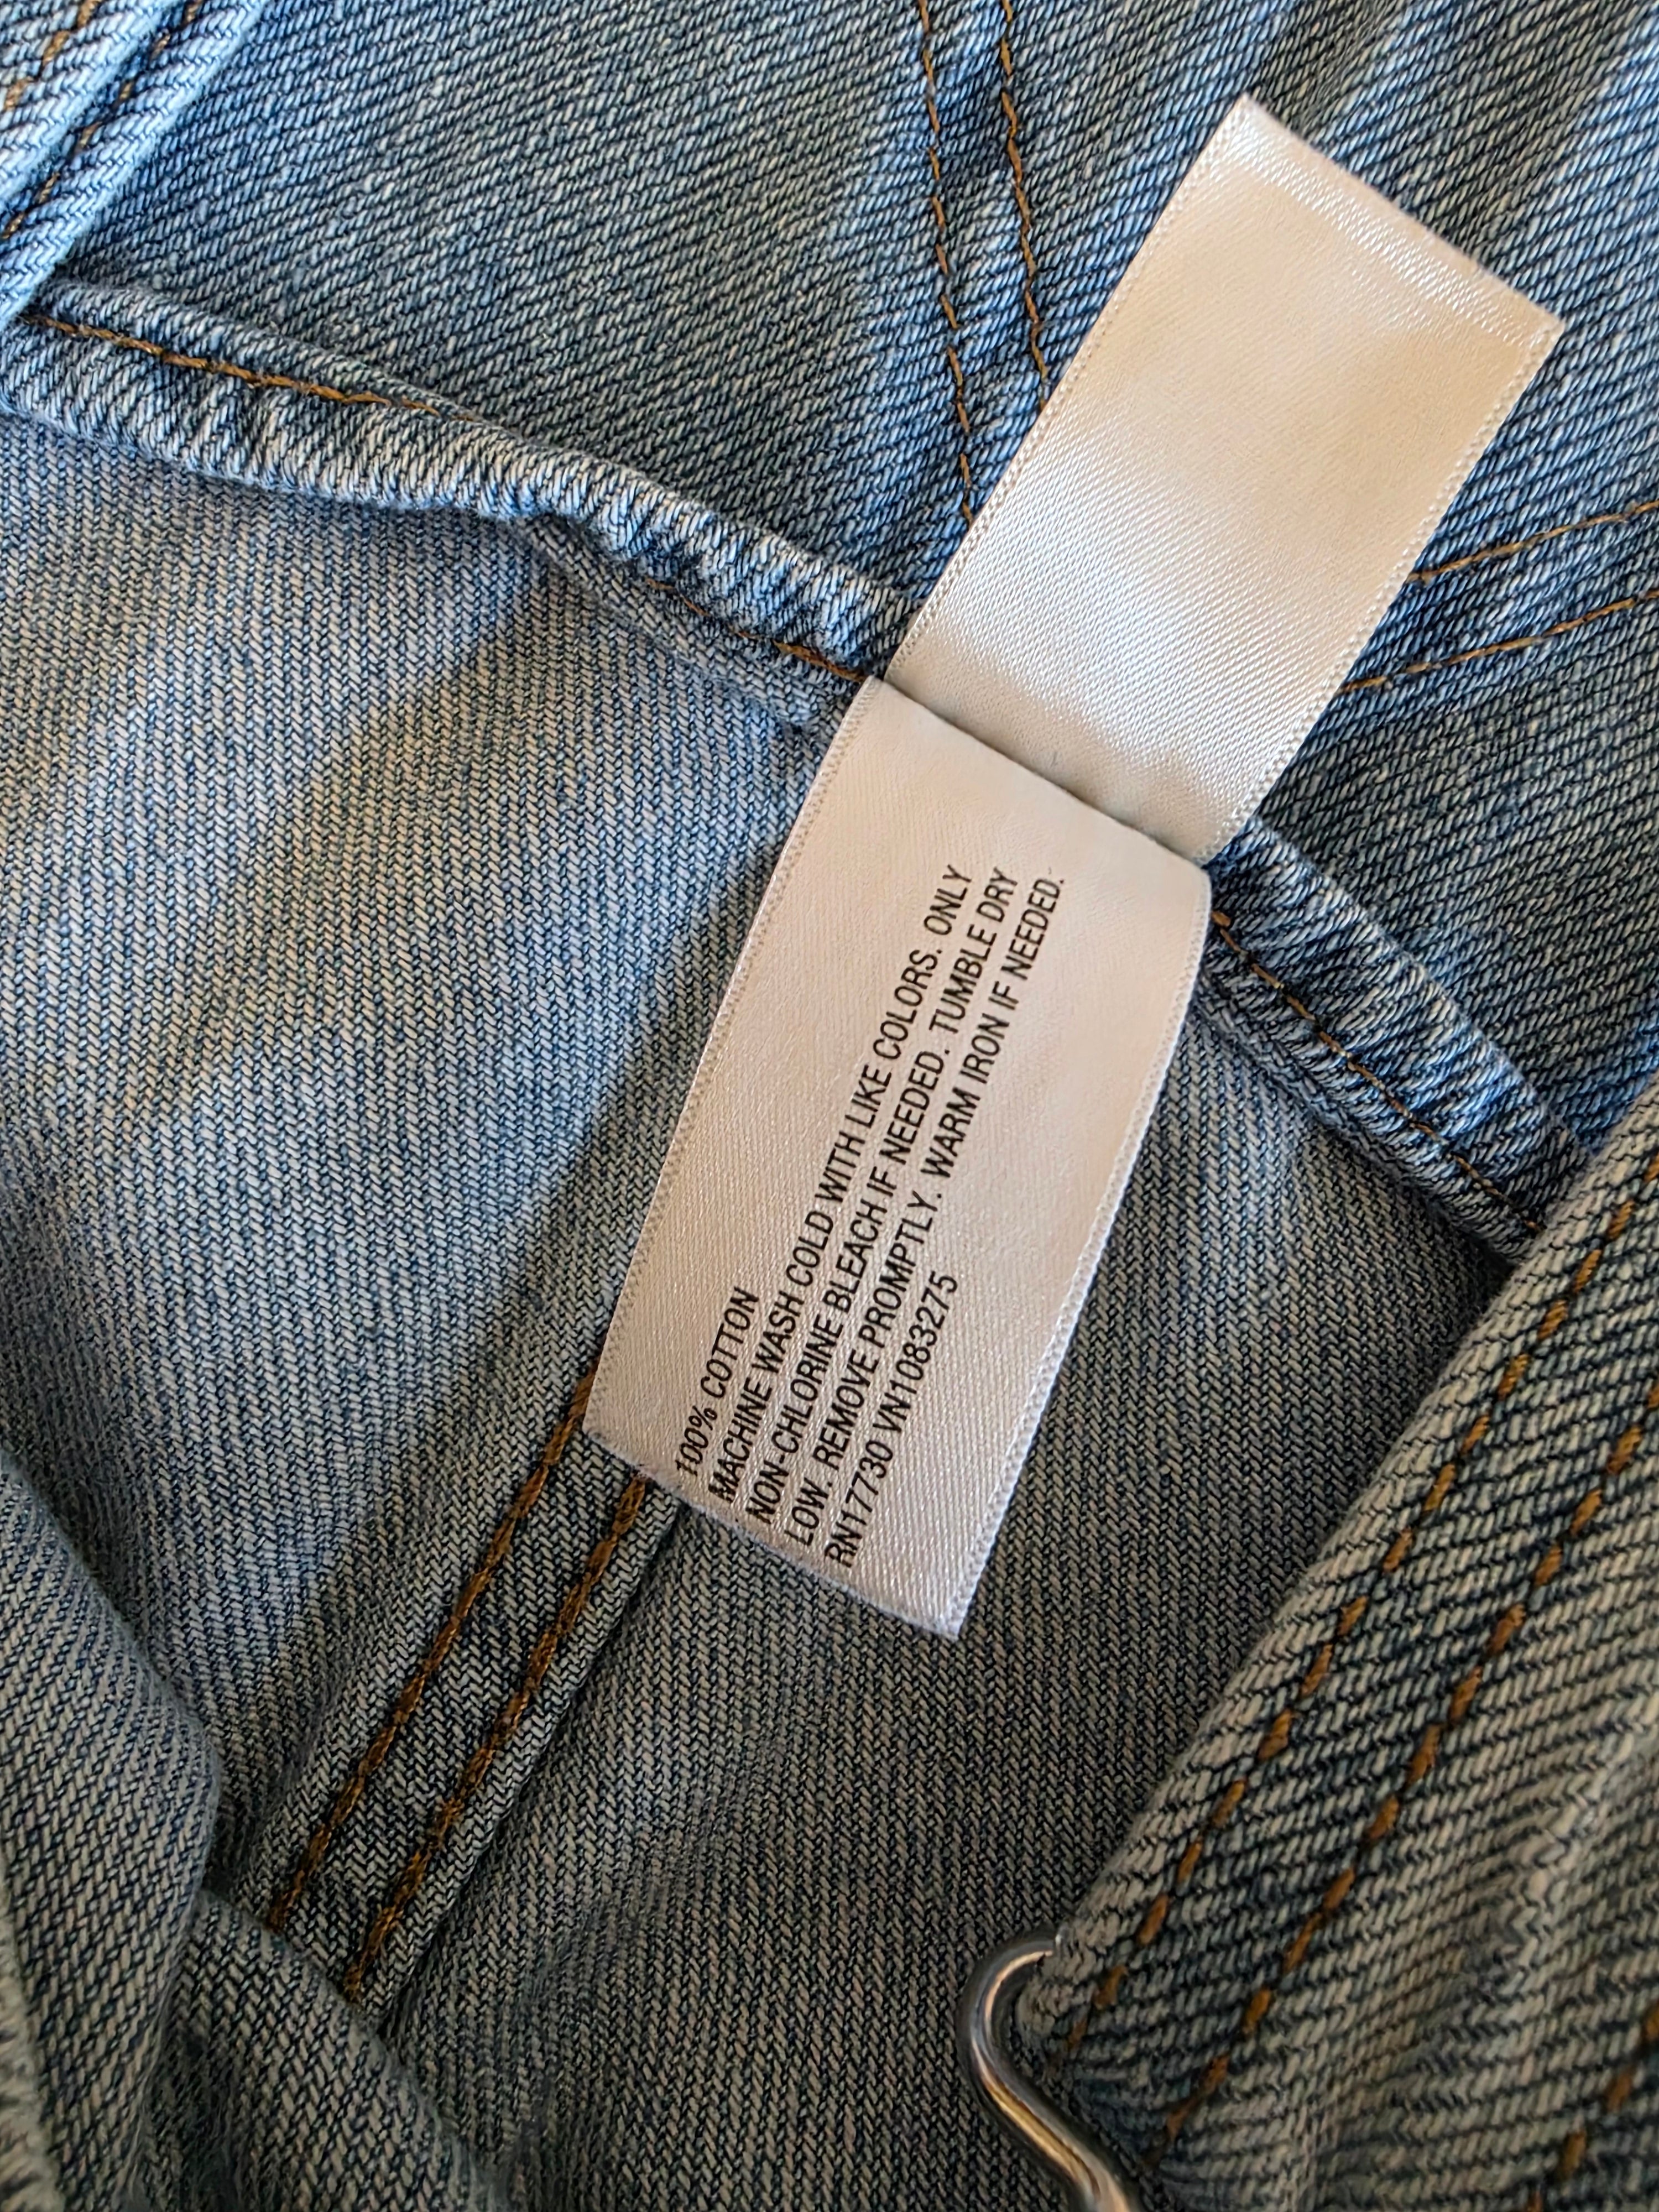 100% COTTON
MACHINE WASH COLD WITH LIKE COLORS. ONLY
NON-CHLORINE BLEACH IF NEEDED. TUMBLE DRY
LOW. REMOVE PROMPTLY. WARM IRON IF NEEDED.
RN17730 VN1083275